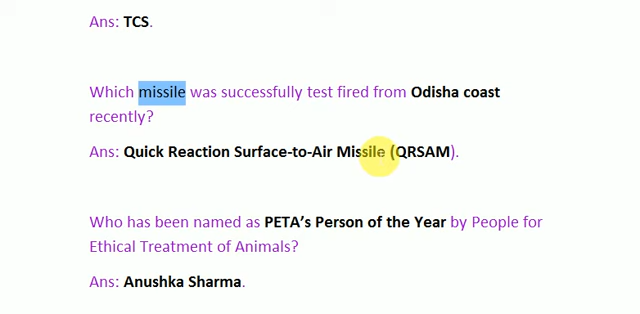 Ans: TCS.
Which missile was successfully test fired from Odisha coast
recently?
Ans: Quick Reaction Surface-to-Air Missile (QRSAM).
Who has been named as PETA’s Person of the Year by People for
Ethical Treatment of Animals?
Ans: Anushka Sharma.